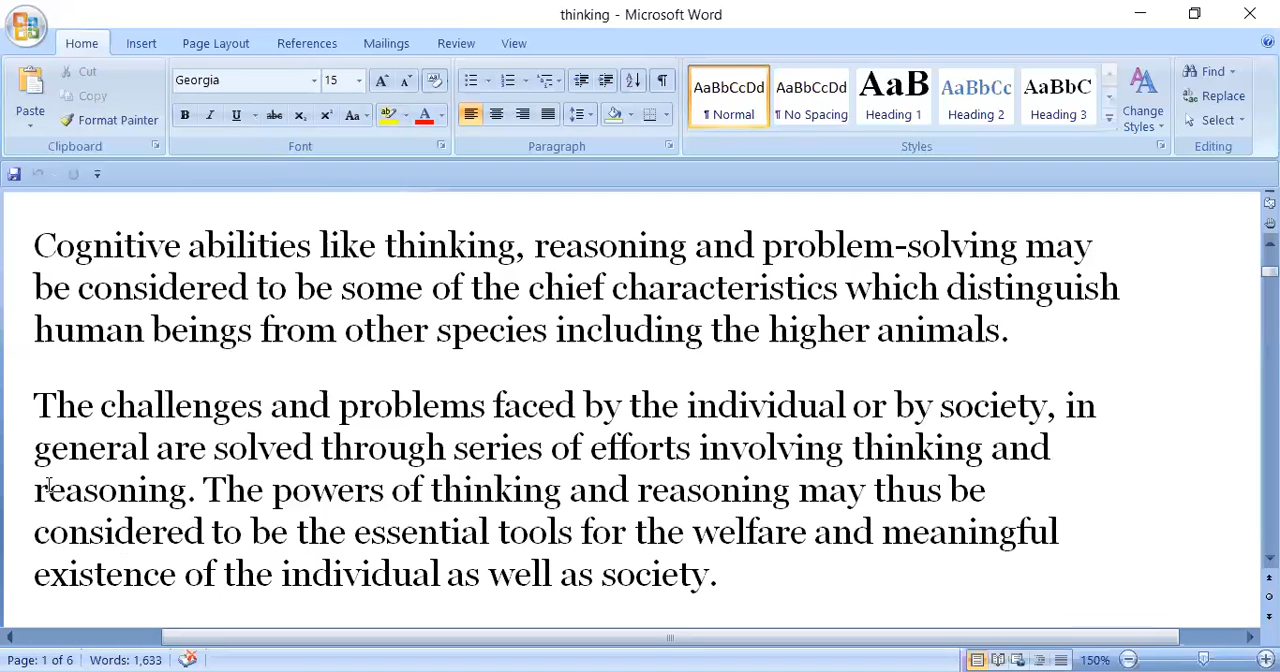 thinking - Microsoft Word
Home Insert Page Layout References Mailings Review View
Paste
Cut
Copy
Format Painter
Clipboard
Georgia 15
B I U abc X₂ X² Aa A
Font
Paragraph
AaBbCcDd AaBbCcDd AaB AaBbCc AaBbC
¶ Normal ¶ No Spacing Heading 1 Heading 2 Heading 3
Change
Styles
Styles
Find
Replace
Select
Editing
Cognitive abilities like thinking, reasoning and problem-solving may
be considered to be some of the chief characteristics which distinguish
human beings from other species including the higher animals.
The challenges and problems faced by the individual or by society, in
general are solved through series of efforts involving thinking and
reasoning. The powers of thinking and reasoning may thus be
considered to be the essential tools for the welfare and meaningful
existence of the individual as well as society.
Page: 1 of 6 Words: 1,633 150%